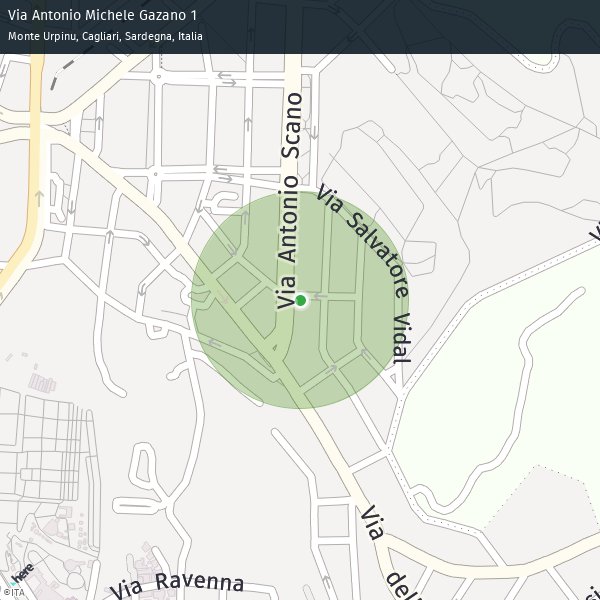 Via Antonio Michele Gazano 1
Monte Urpinu, Cagliari, Sardegna, Italia
Via Antonio Scano
Via Salvatore Vidal
Via
Via Ravenna
here
©ITA